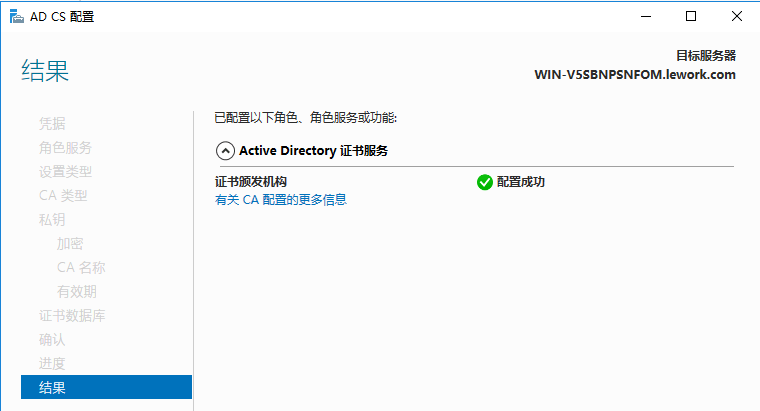 AD CS 配置
结果
目标服务器
WIN-V5SBNPSNFOM.lework.com
凭据
角色服务
设置类型
CA 类型
私钥
加密
CA 名称
有效期
证书数据库
确认
进度
结果
已配置以下角色、角色服务或功能:
Active Directory 证书服务
证书颁发机构 配置成功
有关 CA 配置的更多信息